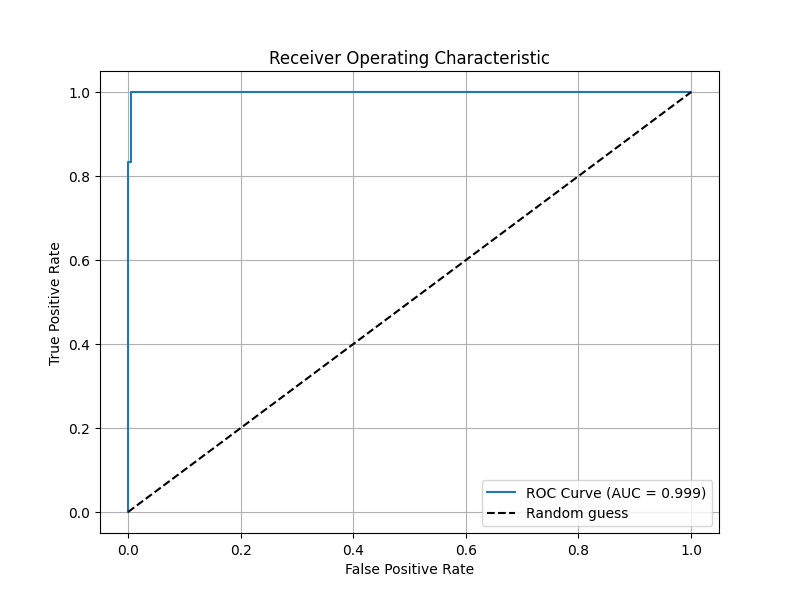 Receiver Operating Characteristic
True Positive Rate
1.0
0.8
0.6
0.4
0.2
0.0
ROC Curve (AUC = 0.999)
Random guess
0.0 0.2 0.4 0.6 0.8 1.0
False Positive Rate